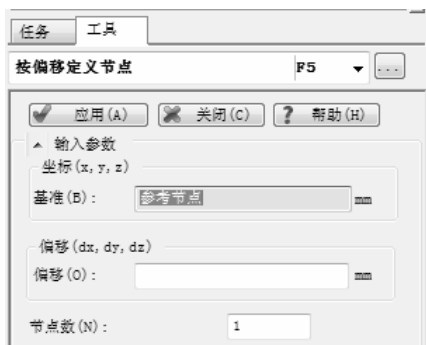 任务 工具
按偏移定义节点 F5 ...
应用(A) 关闭(C) ? 帮助(H)
输入参数
坐标(x, y, z)
基准(B): 参考节点 mm
偏移(dx, dy, dz)
偏移(O): mm
节点数(N): 1